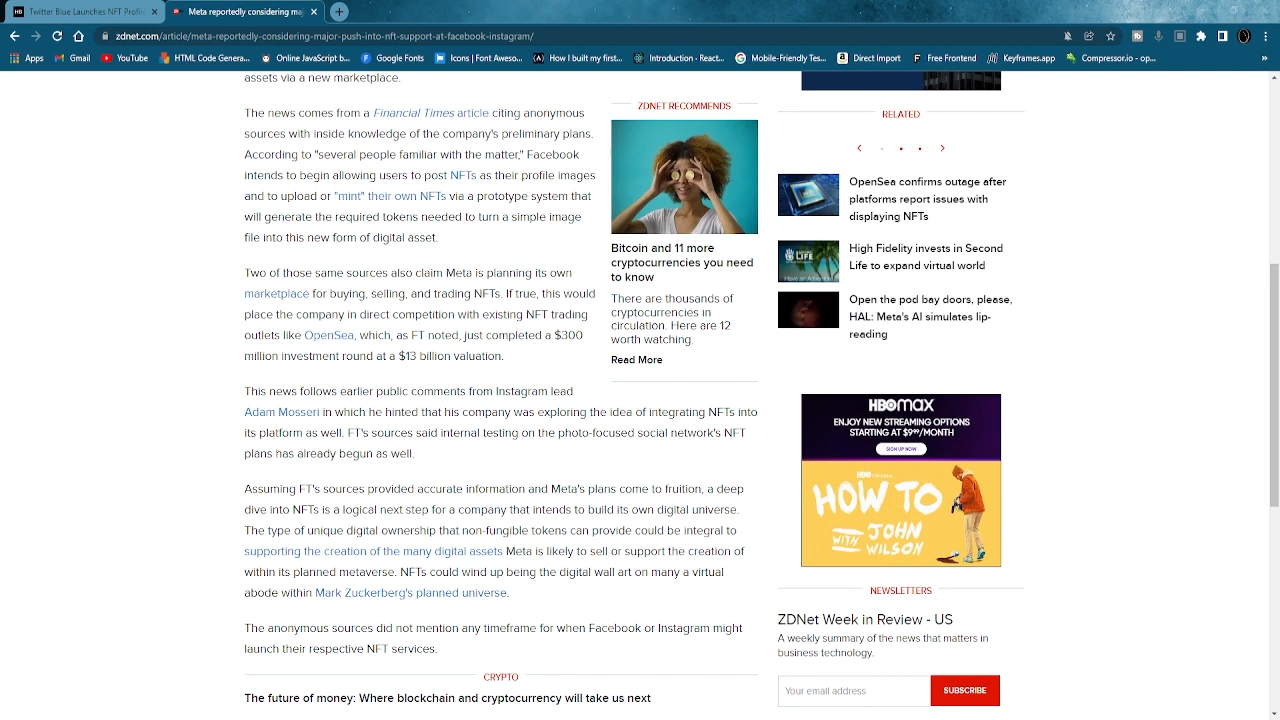 Twitter Blue Launches NFT Profil
Meta reportedly considering ma
zdnet.com/article/meta-reportedly-considering-major-push-into-nft-support-at-facebook-instagram/
Apps
Gmail
YouTube
HTML Code Genera...
Online JavaScript b...
Google Fonts
Icons | Font Aweso...
How I built my first...
Introduction · React...
Mobile-Friendly Tes...
Direct Import
Free Frontend
Keyframes.app
Compressor.io - op...
»
assets via a new marketplace.
The news comes from a Financial Times article citing anonymous
sources with inside knowledge of the company's preliminary plans.
According to "several people familiar with the matter," Facebook
intends to begin allowing users to post NFTs as their profile images
and to upload or "mint" their own NFTs via a prototype system that
will generate the required tokens needed to turn a simple image
file into this new form of digital asset.
Two of those same sources also claim that Meta is planning its own
marketplace for buying, selling, and trading NFTs. If true, this would
place the company in direct competition with existing NFT trading
outlets like OpenSea, which, as FT noted, just completed a $300
million investment at a $13 billion valuation.
This news follows earlier public comments from Instagram lead
Adam Mosseri in which he hinted that his company was exploring the idea of integrating NFTs into
its platform as well. FT's sources said internal testing on the photo-focused social network's NFT
plans has already begun as well.
Assuming FT's sources provided accurate information and Meta's plans come to fruition, a deep
dive into NFTs is a logical next step for a company that intends to build its own digital universe.
The type of unique digital ownership that non-fungible tokens can provide could be integral to
supporting the creation of the many digital assets Meta is likely to sell or support the creation of
within its planned metaverse. NFTs could wind up being the digital wall art on many a virtual
abode within Mark Zuckerberg's planned universe.
The anonymous sources did not mention any timeframe for when Facebook or Instagram might
launch their respective NFT services.
CRYPTO
The future of money: Where blockchain and cryptocurrency will take us next
ZDNET RECOMMENDS
Bitcoin and 11 more
cryptocurrencies you need
to know
There are thousands of
cryptocurrencies in
circulation. Here are 12
worth watching.
Read More
RELATED
OpenSea confirms outage after
platforms report issues with
displaying NFTs
LIFE
High Fidelity invests in Second
Life to expand virtual world
Open the pod bay doors, please,
HAL: Meta's AI simulates lip-
reading
HBOMAX
ENJOY NEW STREAMING OPTIONS
STARTING AT $9⁹⁹/MONTH
SIGN UP NOW
HBO ORIGINAL
HOW TO
WITH JOHN
WILSON
NEWSLETTERS
ZDNet Week in Review - US
A weekly summary of the news that matters in
business technology.
Your email address
SUBSCRIBE